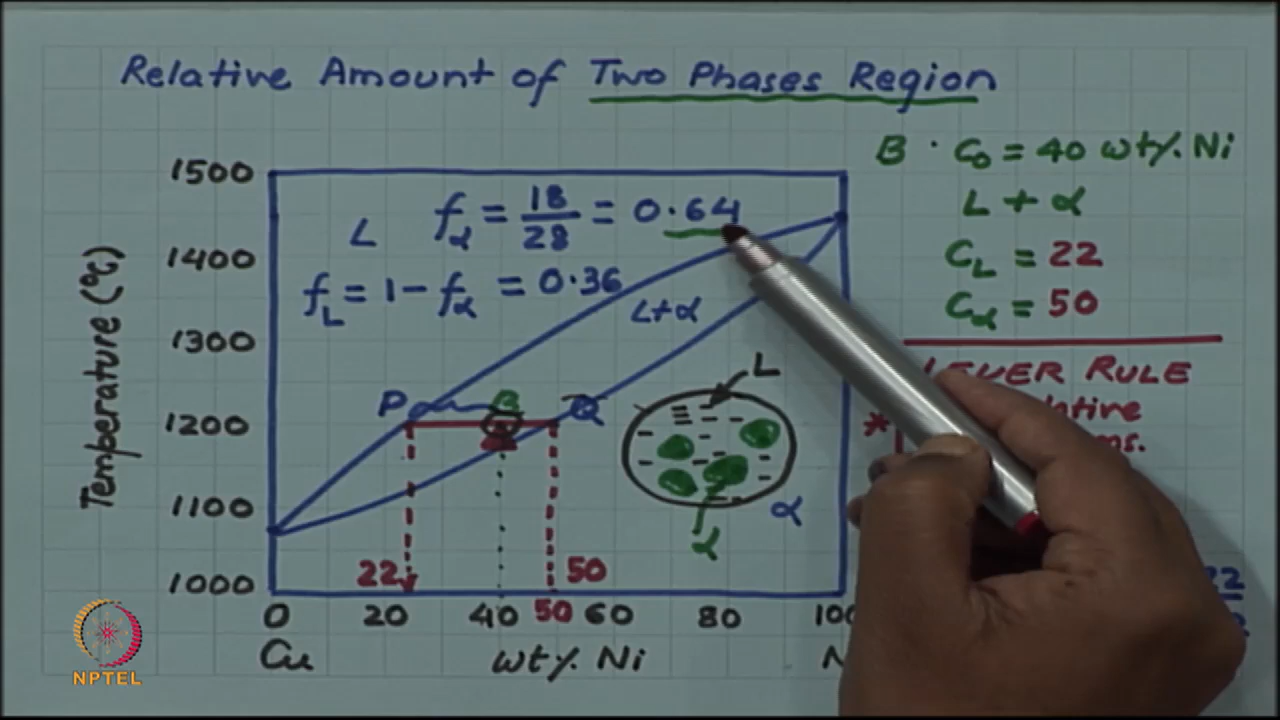 Relative Amount of Two Phases Region
B · C0 = 40 wt% Ni
L + α
CL = 22
Cα = 50
LEVER RULE
1500
1400
1300
1200
1100
1000
Temperature (°C)
L fα = 18/28 = 0.64
fL = 1 - fα = 0.36
L+α
P B Q
L
α
α
22 50
0 20 40 50 60 80
Cu wt% Ni
NPTEL